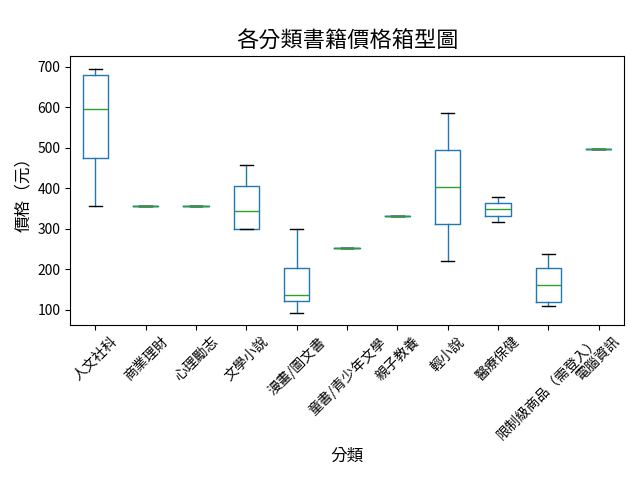 各分類書籍價格箱型圖
價格（元）
700
600
500
400
300
200
100
人文社科
商業理財
心理勵志
文學小說
漫畫/圖文書
童書/青少年文學
親子教養
輕小說
醫療保健
限制級商品（需登入）
電腦資訊
分類